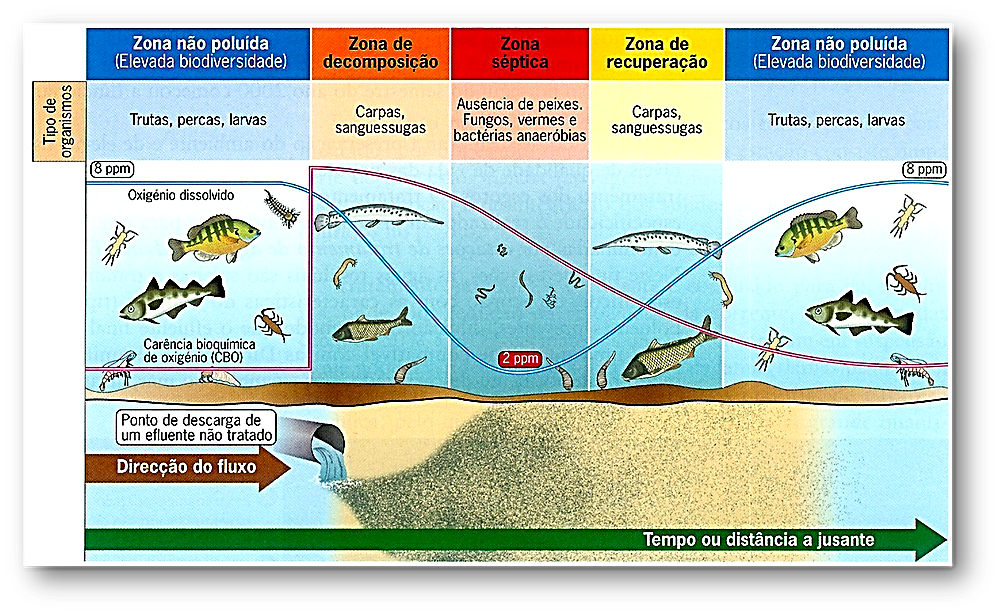 Zona não poluída
(Elevada biodiversidade)
Zona de
decomposição
Zona
séptica
Zona de
recuperação
Zona não poluída
(Elevada biodiversidade)
Tipo de
organismos
Trutas, percas, larvas
Carpas,
sanguessugas
Ausência de peixes.
Fungos, vermes e
bactérias anaeróbias
Carpas,
sanguessugas
Trutas, percas, larvas
8 ppm
8 ppm
Oxigénio dissolvido
Carência bioquímica
de oxigénio (CBO)
2 ppm
Ponto de descarga de
um efluente não tratado
Direcção do fluxo
Tempo ou distância a jusante